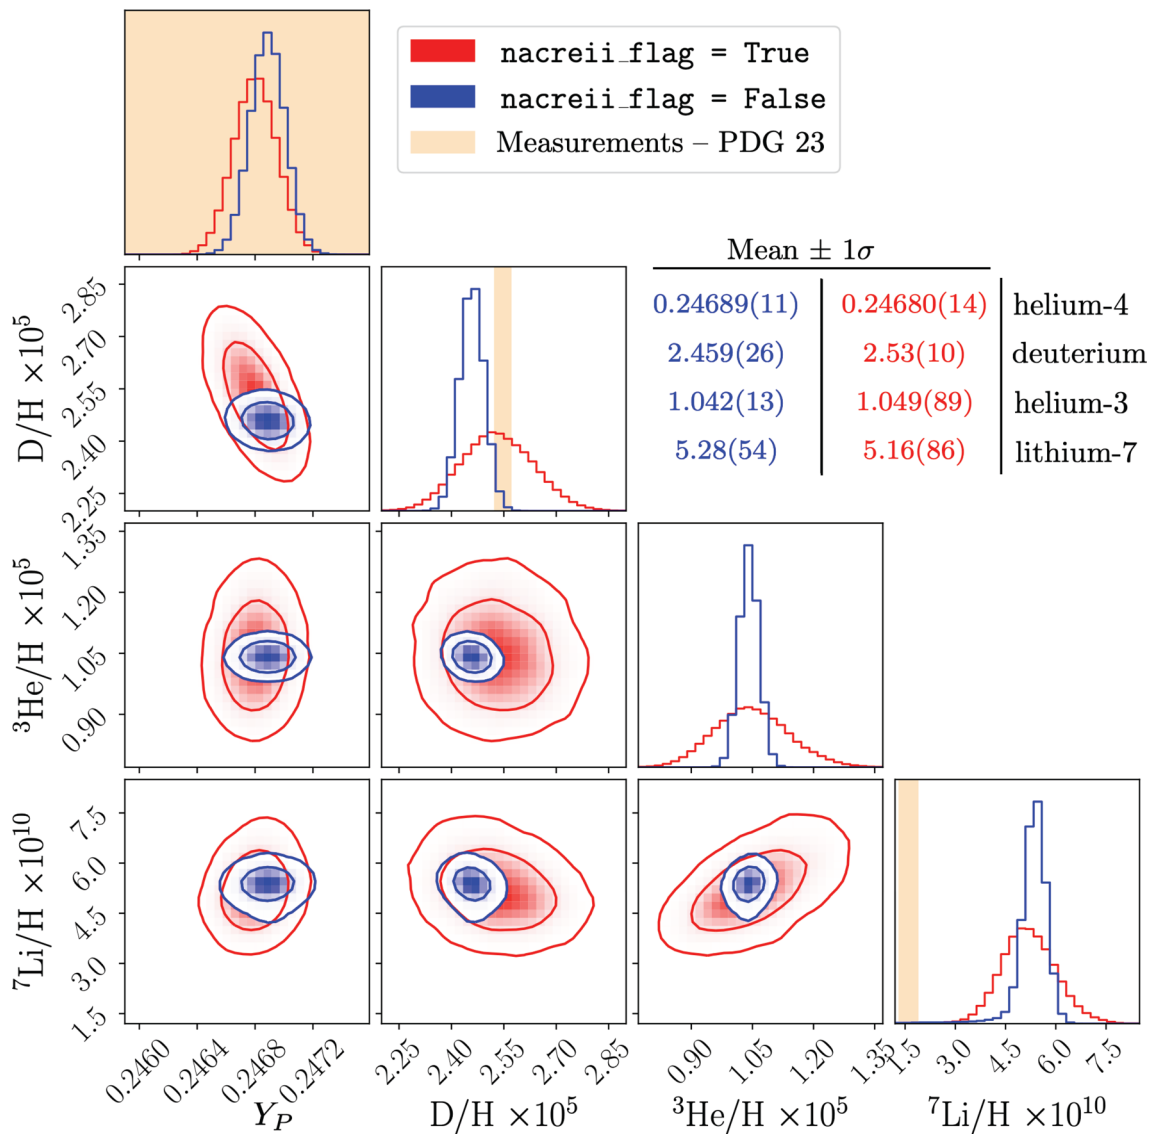 nacreii_flag = True
nacreii_flag = False
Measurements – PDG 23
Mean ± 1σ
0.24689(11) 0.24680(14) helium-4
2.459(26) 2.53(10) deuterium
1.042(13) 1.049(89) helium-3
5.28(54) 5.16(86) lithium-7
D/H ×10⁵
2.85
2.70
2.55
2.40
2.25
³He/H ×10⁵
1.35
1.20
1.05
0.90
⁷Li/H ×10¹⁰
7.5
6.0
4.5
3.0
1.5
0.2460 0.2464 0.2468 0.2472
2.25 2.40 2.55 2.70 2.85
0.90 1.05 1.20 1.35
1.5 3.0 4.5 6.0 7.5
Y_P
D/H ×10⁵
³He/H ×10⁵
⁷Li/H ×10¹⁰